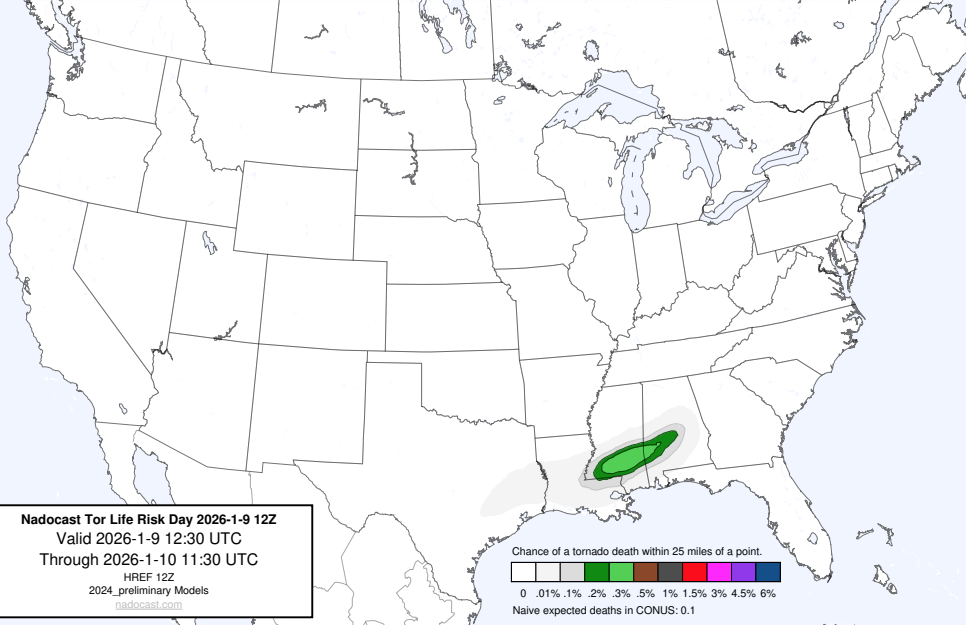 Nadocast Tor Life Risk Day 2026-1-9 12Z
Valid 2026-1-9 12:30 UTC
Through 2026-1-10 11:30 UTC
HREF 12Z
2024_preliminary Models
nadocast.com
Chance of a tornado death within 25 miles of a point.
0 .01% .1% .2% .3% .5% 1% 1.5% 3% 4.5% 6%
Naive expected deaths in CONUS: 0.1